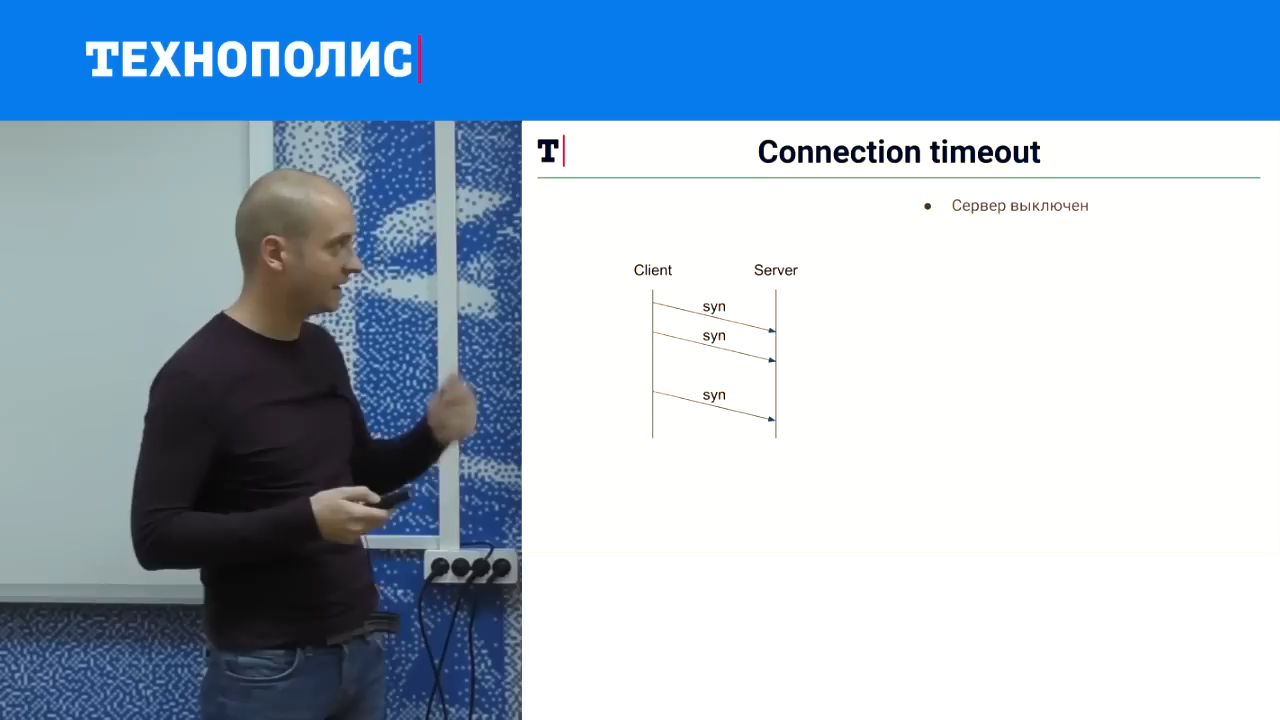 ТЕХНОПОЛИС
T
Connection timeout
● Сервер выключен
Client Server
syn
syn
syn